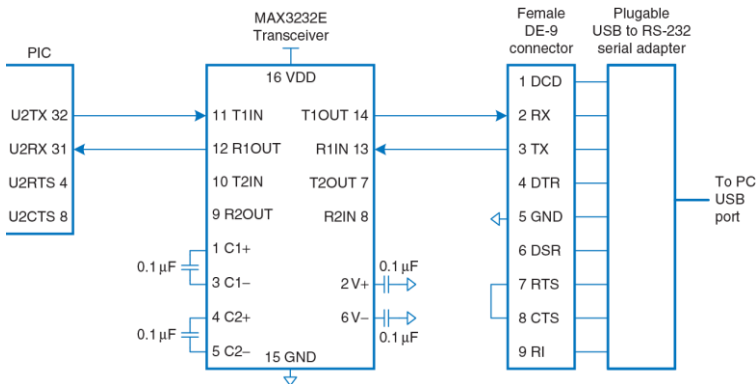 MAX3232E
Transceiver
Female
DE-9
connector
Plugable
USB to RS-232
serial adapter
PIC
16 VDD
1 DCD
U2TX 32
11 T1IN
T1OUT 14
2 RX
U2RX 31
12 R1OUT
R1IN 13
3 TX
U2RTS 4
10 T2IN
T2OUT 7
4 DTR
U2CTS 8
9 R2OUT
R2IN 8
5 GND
To PC
USB
port
1 C1+
6 DSR
0.1 µF
3 C1−
0.1 µF
2 V+
7 RTS
4 C2+
6 V−
8 CTS
0.1 µF
5 C2−
0.1 µF
15 GND
9 RI